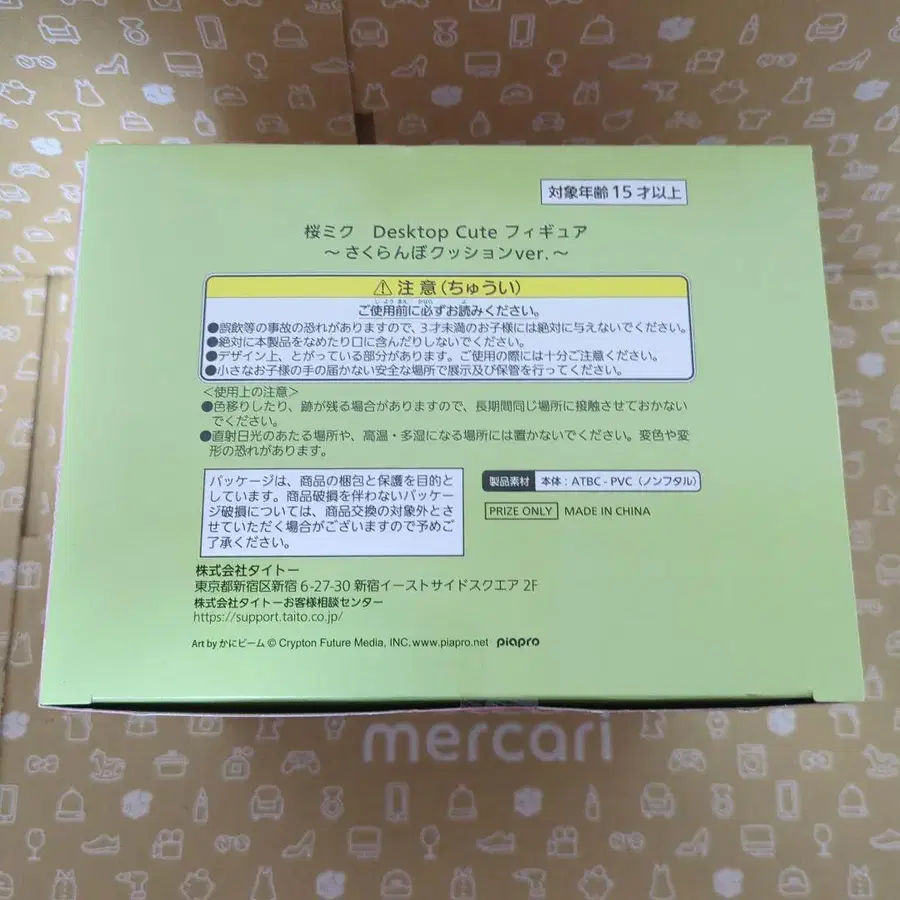 対象年齢15才以上
桜ミク Desktop Cute フィギュア
～さくらんぼクッションver.～
⚠注意(ちゅうい)
ご使用前に必ずお読みください。
●誤飲等の事故の恐れがありますので、3才未満のお子様には絶対に与えないでください。
●絶対に本製品をなめたり口に含んだりしないでください。
●デザイン上、とがっている部分があります。ご使用の際には十分ご注意ください。
●小さなお子様の手の届かない安全な場所で展示及び保管を行ってください。
＜使用上の注意＞
●色移りしたり、跡が残る場合がありますので、長期間同じ場所に接触させておかない
でください。
●直射日光のあたる場所や、高温・多湿になる場所には置かないでください。変色や変
形の恐れがあります。
パッケージは、商品の梱包と保護を目的と
しています。商品破損を伴わないパッケー
ジ破損については、商品交換の対象外とさ
せていただく場合がございますので予めご
了承ください。
製品素材 本体：ATBC-PVC（ノンフタル）
PRIZE ONLY MADE IN CHINA
株式会社タイトー
東京都新宿区新宿6-27-30 新宿イーストサイドスクエア 2F
株式会社タイトーお客様相談センター
https://support.taito.co.jp/
Art by かにビーム © Crypton Future Media, INC. www.piapro.net piapro
mercari